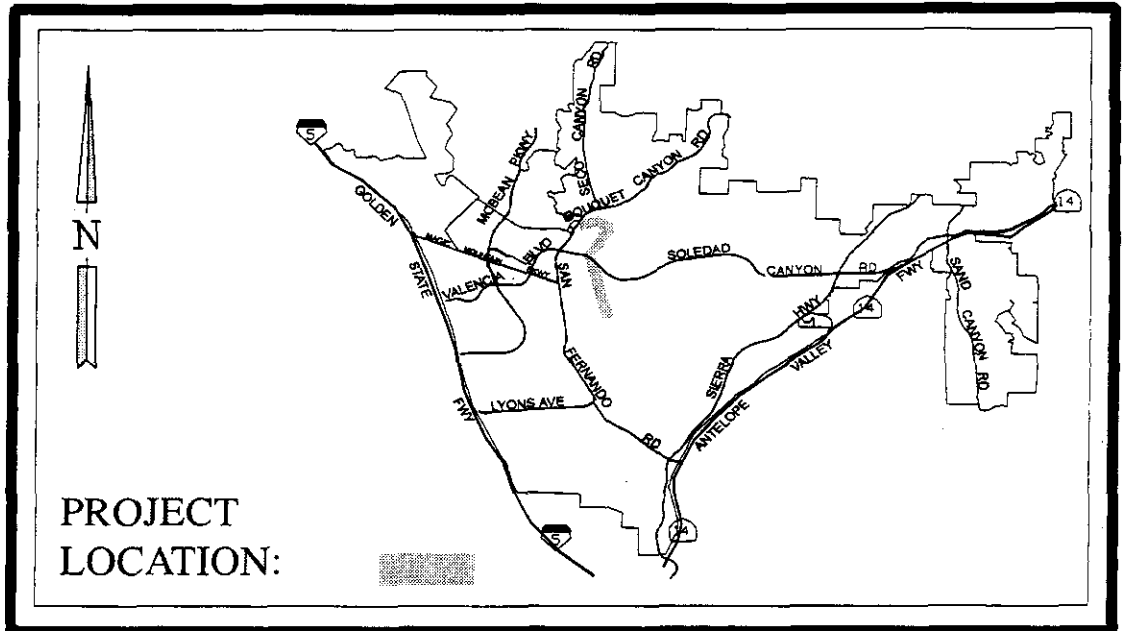 N
5
GOLDEN
STATE
FWY
MCBEAN PKWY
SECO CANYON RD
BOUQUET CANYON RD
MAGIC MOUNTAIN PKWY
VALENCIA BLVD
SOLEDAD CANYON RD
SAN FERNANDO RD
LYONS AVE
SIERRA HWY
ANTELOPE VALLEY FWY
14
14
14
SAND CANYON RD
5
PROJECT
LOCATION: